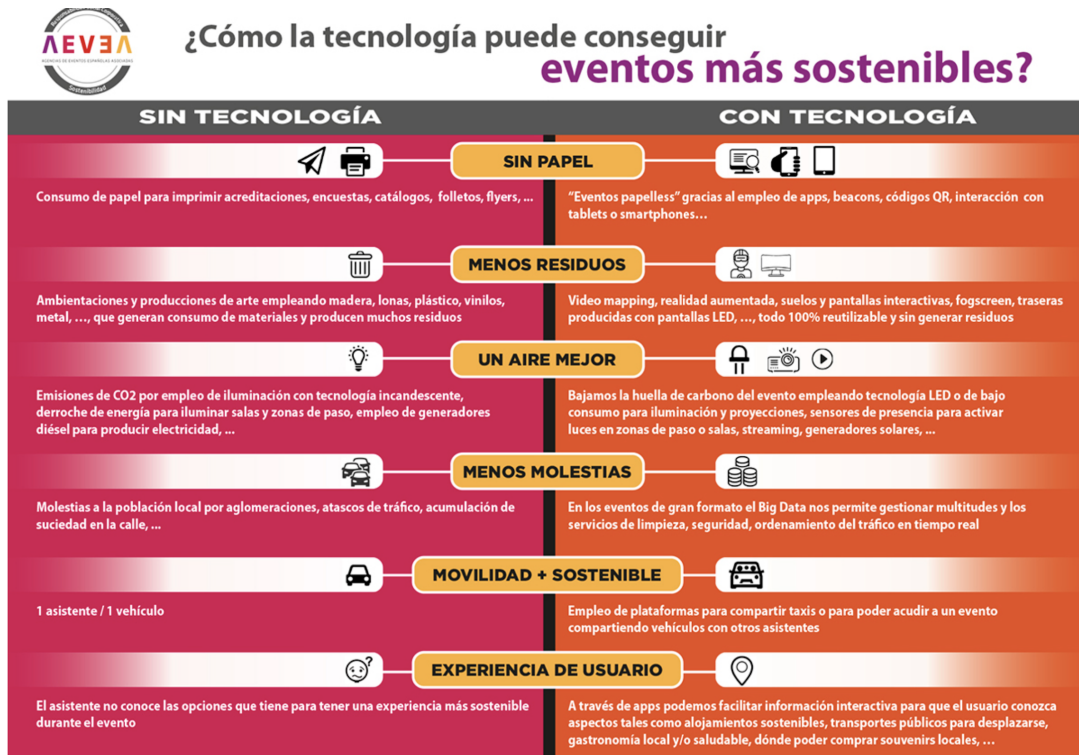 AEVEA
AGENCIAS DE EVENTOS ESPAÑOLAS ASOCIADAS
Sostenibilidad
¿Cómo la tecnología puede conseguir
eventos más sostenibles?
SIN TECNOLOGÍA
CON TECNOLOGÍA
SIN PAPEL
Consumo de papel para imprimir acreditaciones, encuestas, catálogos, folletos, flyers, ...
“Eventos papelless” gracias al empleo de apps, beacons, códigos QR, interacción con
tablets o smartphones…
MENOS RESIDUOS
Ambientaciones y producciones de arte empleando madera, lonas, plástico, vinilos,
metal, …, que generan consumo de materiales y producen muchos residuos
Video mapping, realidad aumentada, suelos y pantallas interactivas, fogscreen, traseras
producidas con pantallas LED, …, todo 100% reutilizable y sin generar residuos
UN AIRE MEJOR
Emisiones de CO2 por empleo de iluminación con tecnología incandescente,
derroche de energía para iluminar salas y zonas de paso, empleo de generadores
diésel para producir electricidad, ...
Bajamos la huella de carbono del evento empleando tecnología LED o de bajo
consumo para iluminación y proyecciones, sensores de presencia para activar
luces en zonas de paso o salas, streaming, generadores solares, ...
MENOS MOLESTIAS
Molestias a la población local por aglomeraciones, atascos de tráfico, acumulación de
suciedad en la calle, ...
En los eventos de gran formato el Big Data nos permite gestionar multitudes y los
servicios de limpieza, seguridad, ordenamiento del tráfico en tiempo real
MOVILIDAD + SOSTENIBLE
1 asistente / 1 vehículo
Empleo de plataformas para compartir taxis o para poder acudir a un evento
compartiendo vehículos con otros asistentes
EXPERIENCIA DE USUARIO
El asistente no conoce las opciones que tiene para tener una experiencia más sostenible
durante el evento
A través de apps podemos facilitar información interactiva para que el usuario conozca
aspectos tales como alojamientos sostenibles, transportes públicos para desplazarse,
gastronomía local y/o saludable, dónde poder comprar souvenirs locales, …